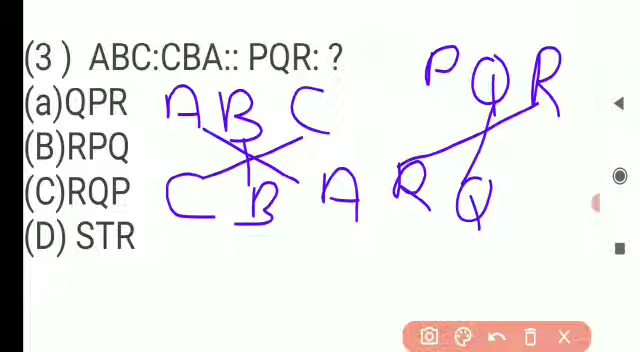 (3 ) ABC:CBA:: PQR: ?
(a)QPR
(B)RPQ
(C)RQP
(D) STR
A B C
C B A
P Q R
R Q